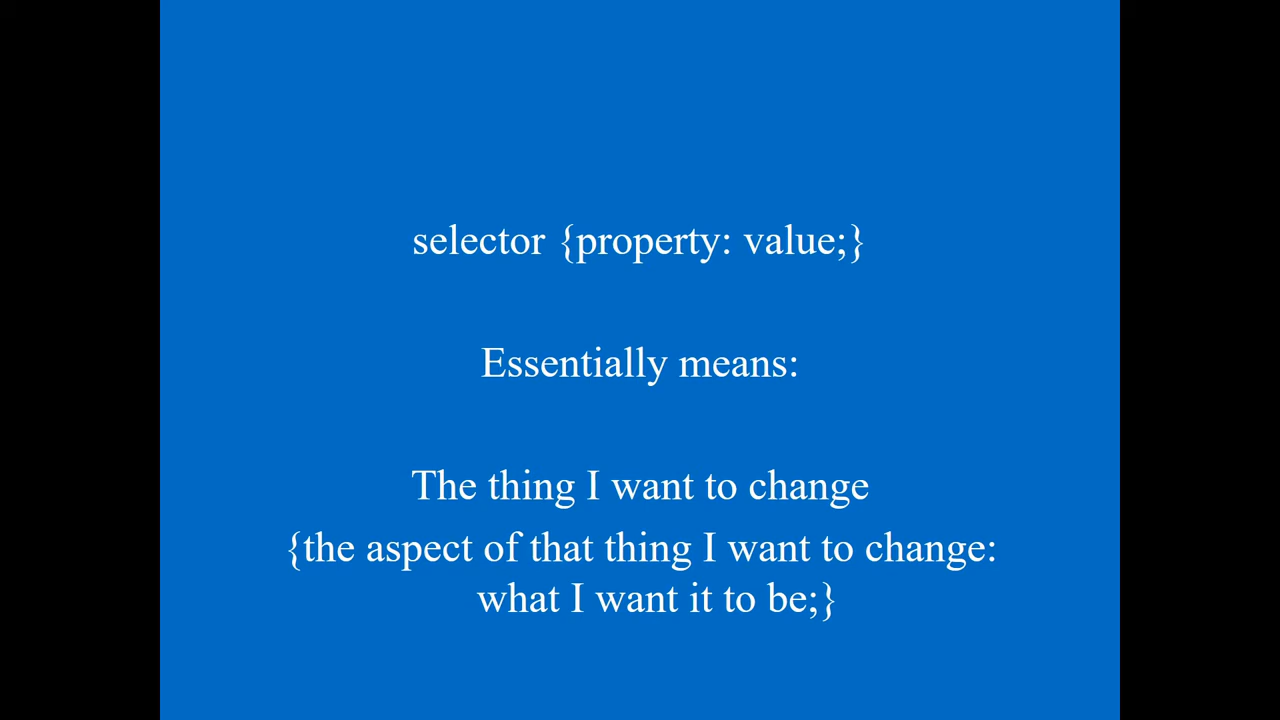 selector {property: value;}
Essentially means:
The thing I want to change
{the aspect of that thing I want to change:
what I want it to be;}